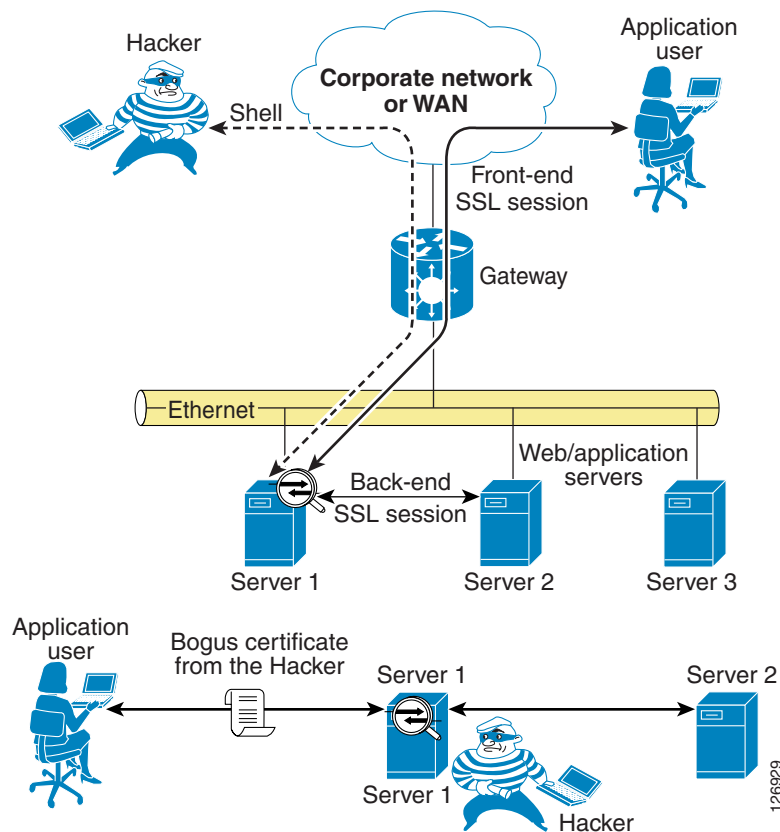 Hacker
Application
user
Corporate network
or WAN
Shell
Front-end
SSL session
Gateway
Ethernet
Web/application
servers
Back-end
SSL session
Server 1
Server 2
Server 3
Application
user
Bogus certificate
from the Hacker
Server 1
Server 2
Server 1
Hacker
126929